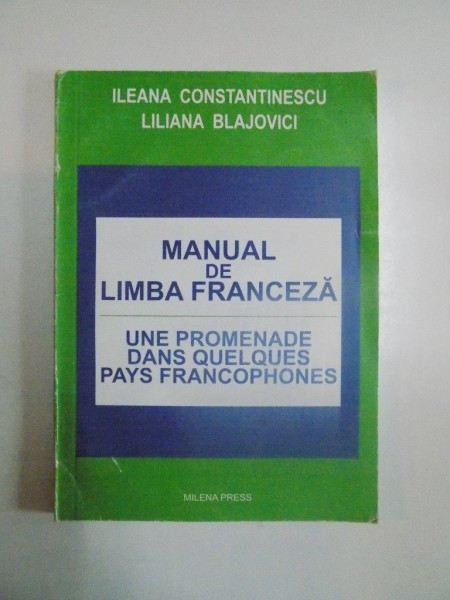 ILEANA CONSTANTINESCU
LILIANA BLAJOVICI
MANUAL
DE
LIMBA FRANCEZĂ
UNE PROMENADE
DANS QUELQUES
PAYS FRANCOPHONES
MILENA PRESS